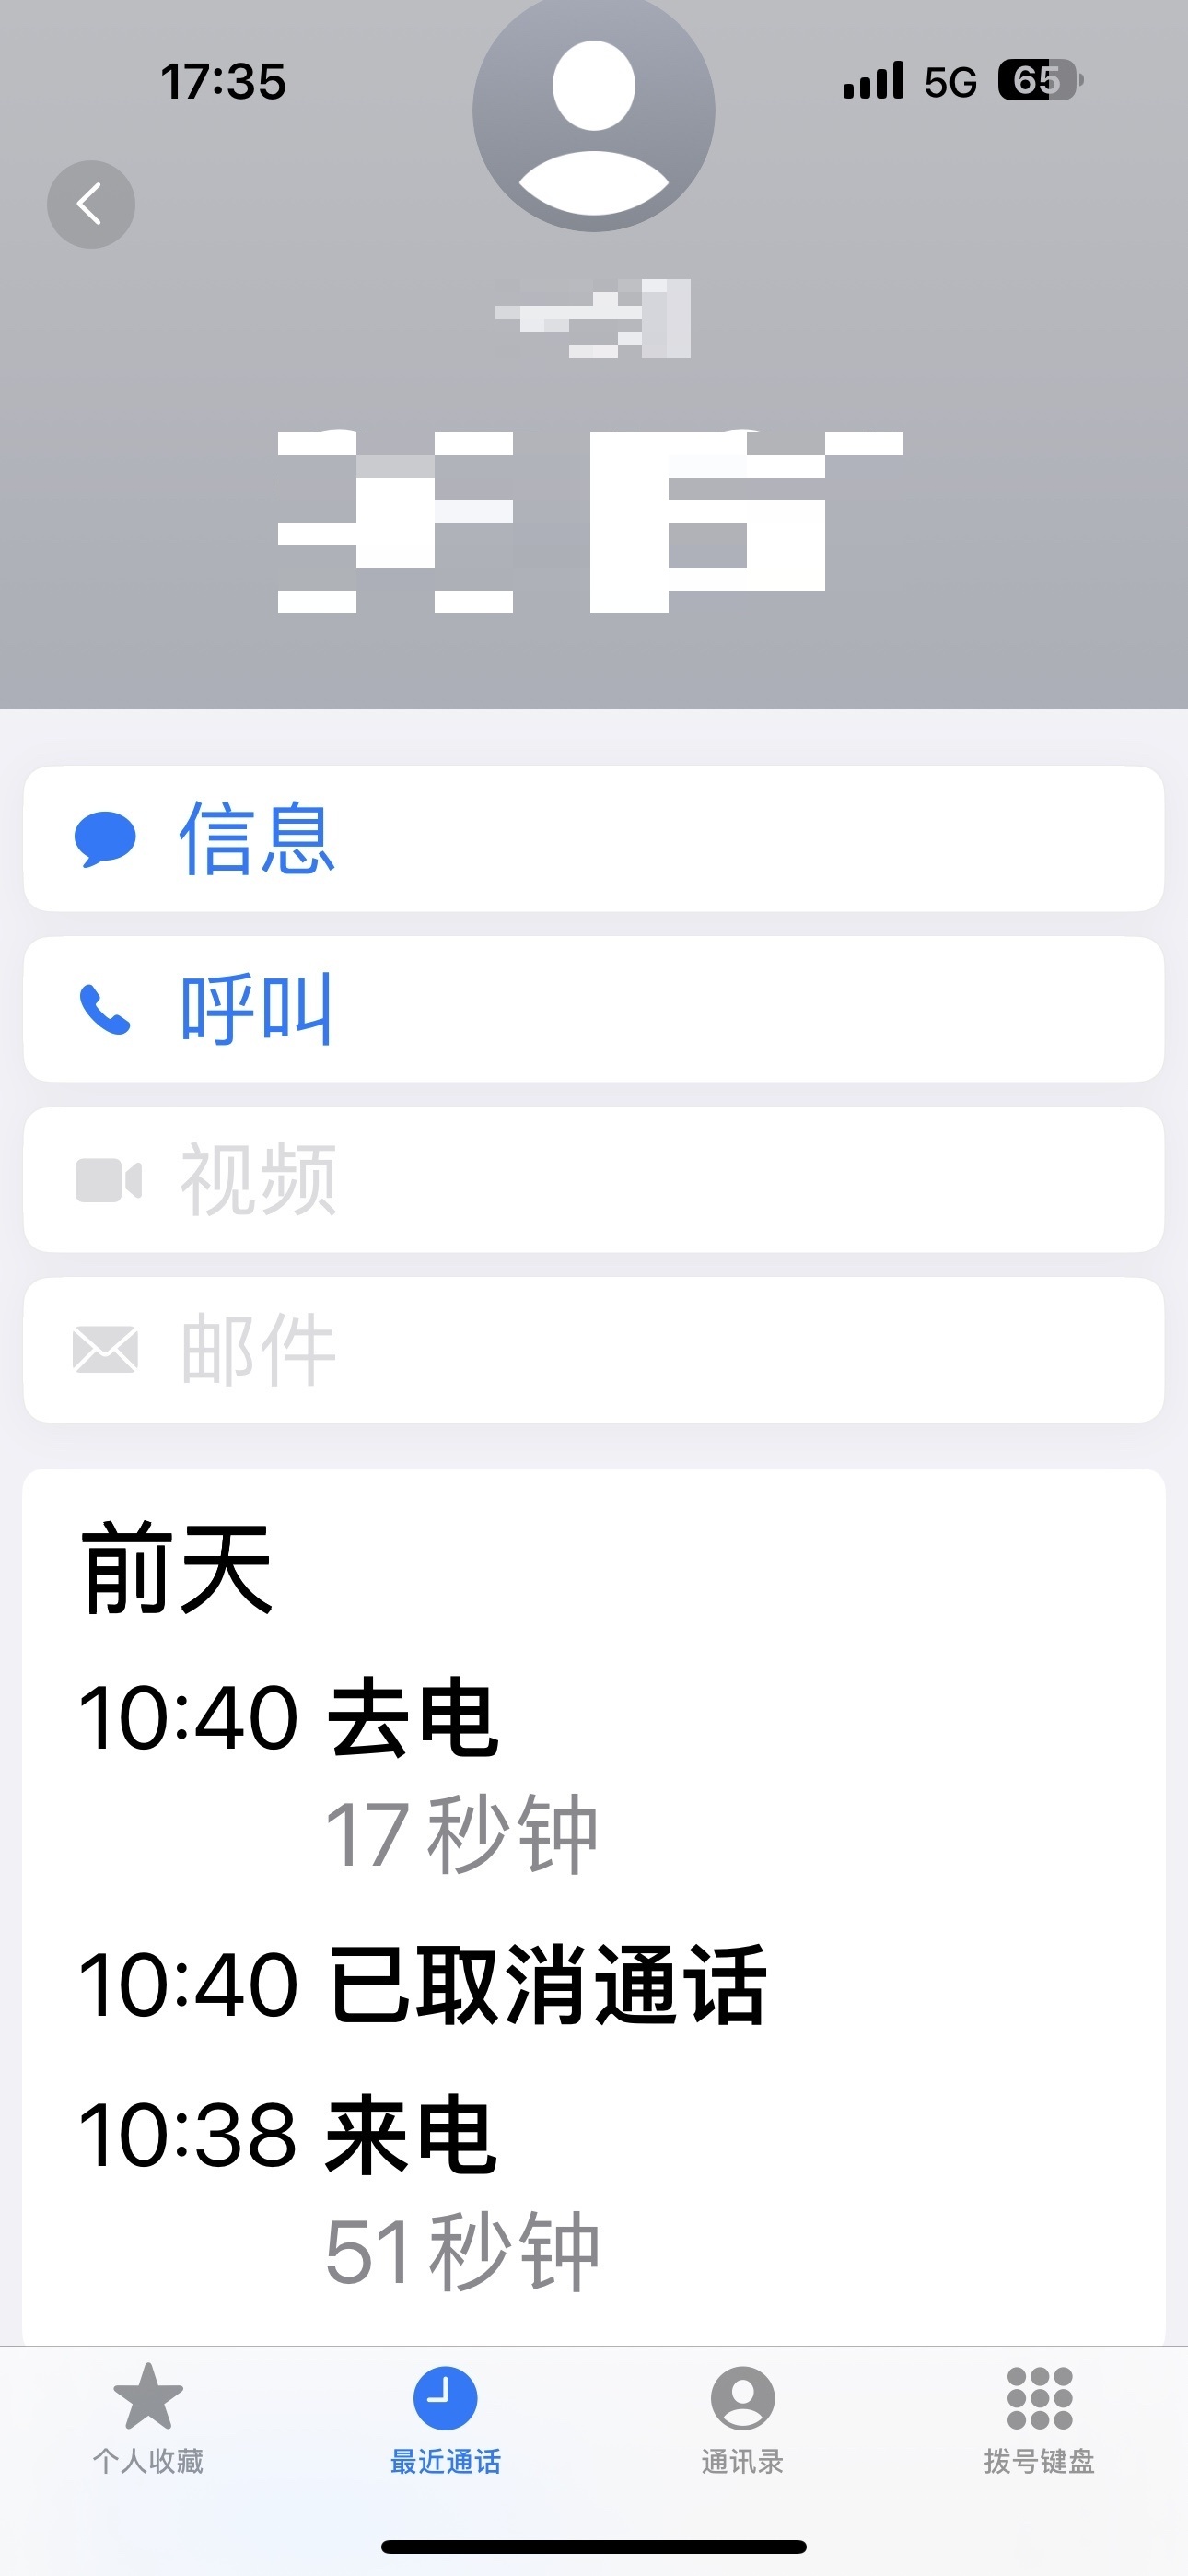 17:35
5G 65
信息
呼叫
视频
邮件
前天
10:40 去电
17 秒钟
10:40 已取消通话
10:38 来电
51 秒钟
个人收藏 最近通话 通讯录 拨号键盘